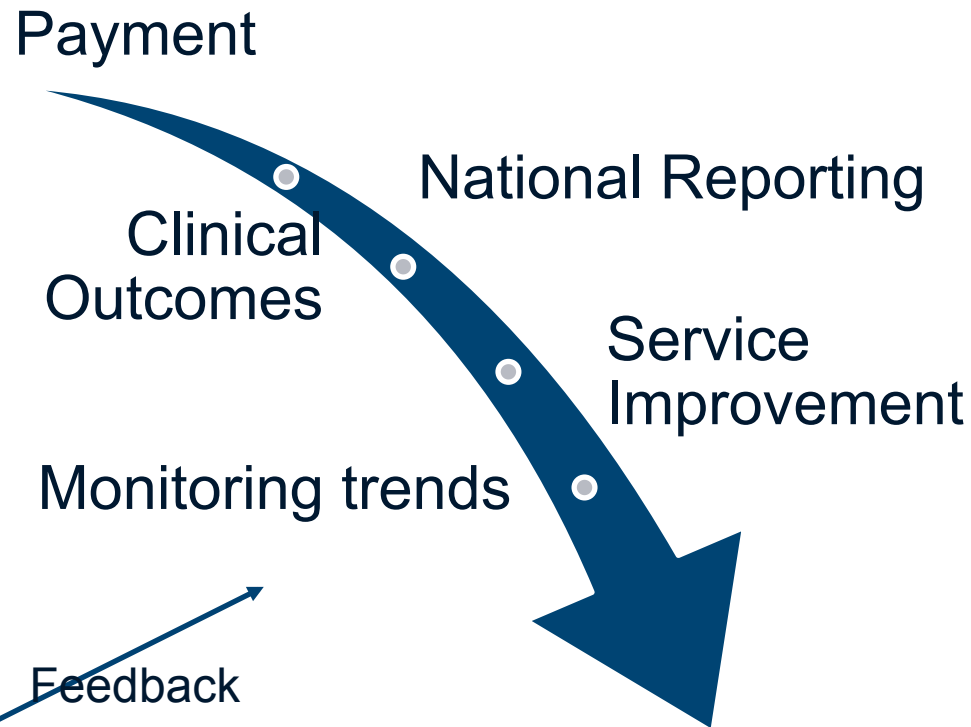 Payment
National Reporting
Clinical
Outcomes
Service
Improvement
Monitoring trends
Feedback